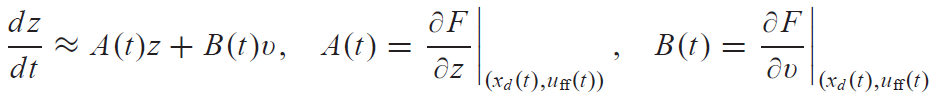 dz/dt ≈ A(t)z + B(t)υ, A(t) = ∂F/∂z |(x_d(t),u_ff(t)) , B(t) = ∂F/∂υ |(x_d(t),u_ff(t)